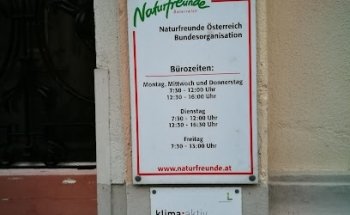 Naturfreunde
Österreich
Naturfreunde Österreich
Bundesorganisation
Bürozeiten:
Montag, Mittwoch und Donnerstag
7:30 - 12:00 Uhr
12:30 - 16:00 Uhr
Dienstag
7:30 - 12:00 Uhr
12:30 - 16:30 Uhr
Freitag
7:30 - 13:00 Uhr
www.naturfreunde.at
klima:aktiv